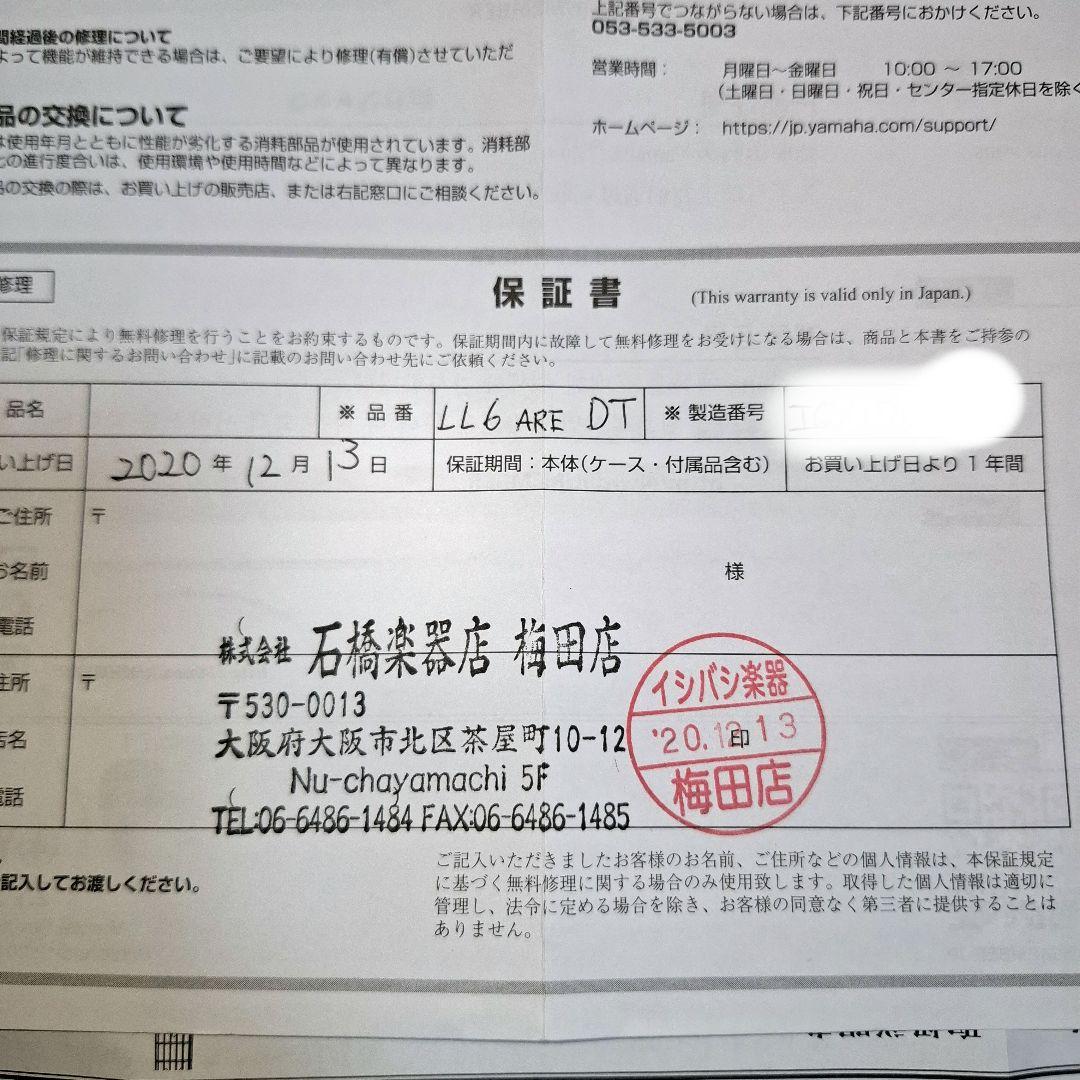 間経過後の修理について
よって機能が維持できる場合は、ご要望により修理(有償)させていただ
品の交換について
は使用年月とともに性能が劣化する消耗部品が使用されています。消耗部
化の進行度合いは、使用環境や使用時間などによって異なります。
品の交換の際は、お買い上げの販売店、または右記窓口にご相談ください。
上記番号でつながらない場合は、下記番号におかけください。
053-533-5003
営業時間： 月曜日～金曜日 10:00 ～ 17:00
(土曜日・日曜日・祝日・センター指定休日を除く
ホームページ： https://jp.yamaha.com/support/
修理
保証書 (This warranty is valid only in Japan.)
保証規定により無料修理を行うことをお約束するものです。保証期間内に故障して無料修理をお受けになる場合は、商品と本書をご持参の
記「修理に関するお問い合わせ」に記載のお問い合わせ先にご依頼ください。
品名 ※品番 LL6 ARE DT ※製造番号
い上げ日 2020年12月13日 保証期間：本体(ケース・付属品含む) お買い上げ日より1年間
ご住所 〒
お名前 様
電話
住所 〒
店名
電話
株式会社 石橋楽器店 梅田店
〒530-0013
大阪府大阪市北区茶屋町10-12
Nu-chayamachi 5F
TEL:06-6486-1484 FAX:06-6486-1485
イシバシ楽器
'20.12.13
印
梅田店
記入してお渡しください。
ご記入いただきましたお客様のお名前、ご住所などの個人情報は、本保証規定
に基づく無料修理に関する場合のみ使用致します。取得した個人情報は適切に
管理し、法令に定める場合を除き、お客様の同意なく第三者に提供することは
ありません。